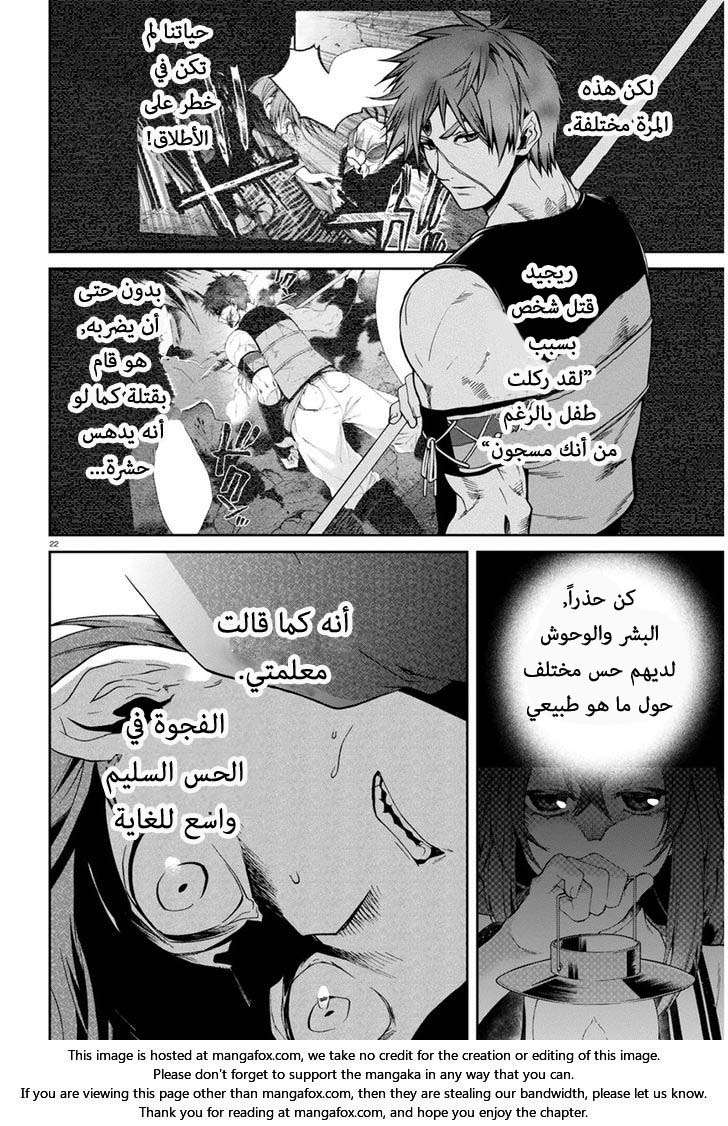 لكن هذه
المرة مختلفة.
حياتنا لم
تكن في
خطر على
الأطلاق!
ريجيد
قتل شخص
بسبب
”لقد ركلت
طفل بالرغم
من أنك مسجون“
بدون حتى
أن يضربه,
هو قام
بقتلة كما لو
أنه يدهس
حشرة...
22
كن حذراً,
البشر والوحوش
لديهم حس مختلف
حول ما هو طبيعي
أنه كما قالت
معلمتي.
الفجوة في
الحس السليم
واسع للغاية
This image is hosted at mangafox.com, we take no credit for the creation or editing of this image.
Please don't forget to support the mangaka in any way that you can.
If you are viewing this page other than mangafox.com, then they are stealing our bandwidth, please let us know.
Thank you for reading at mangafox.com, and hope you enjoy the chapter.